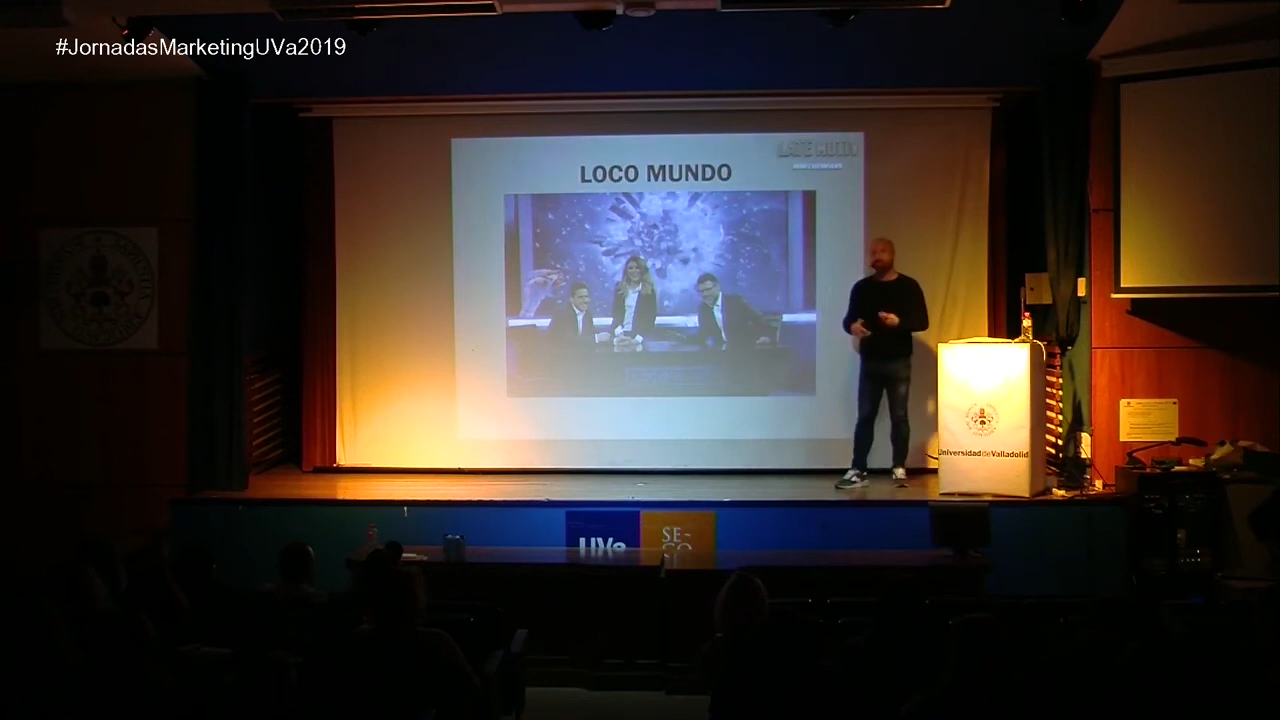 #JornadasMarketingUVa2019
LATE MOTIV
LOCO MUNDO
Universidad de Valladolid
UVa
SE-
CO